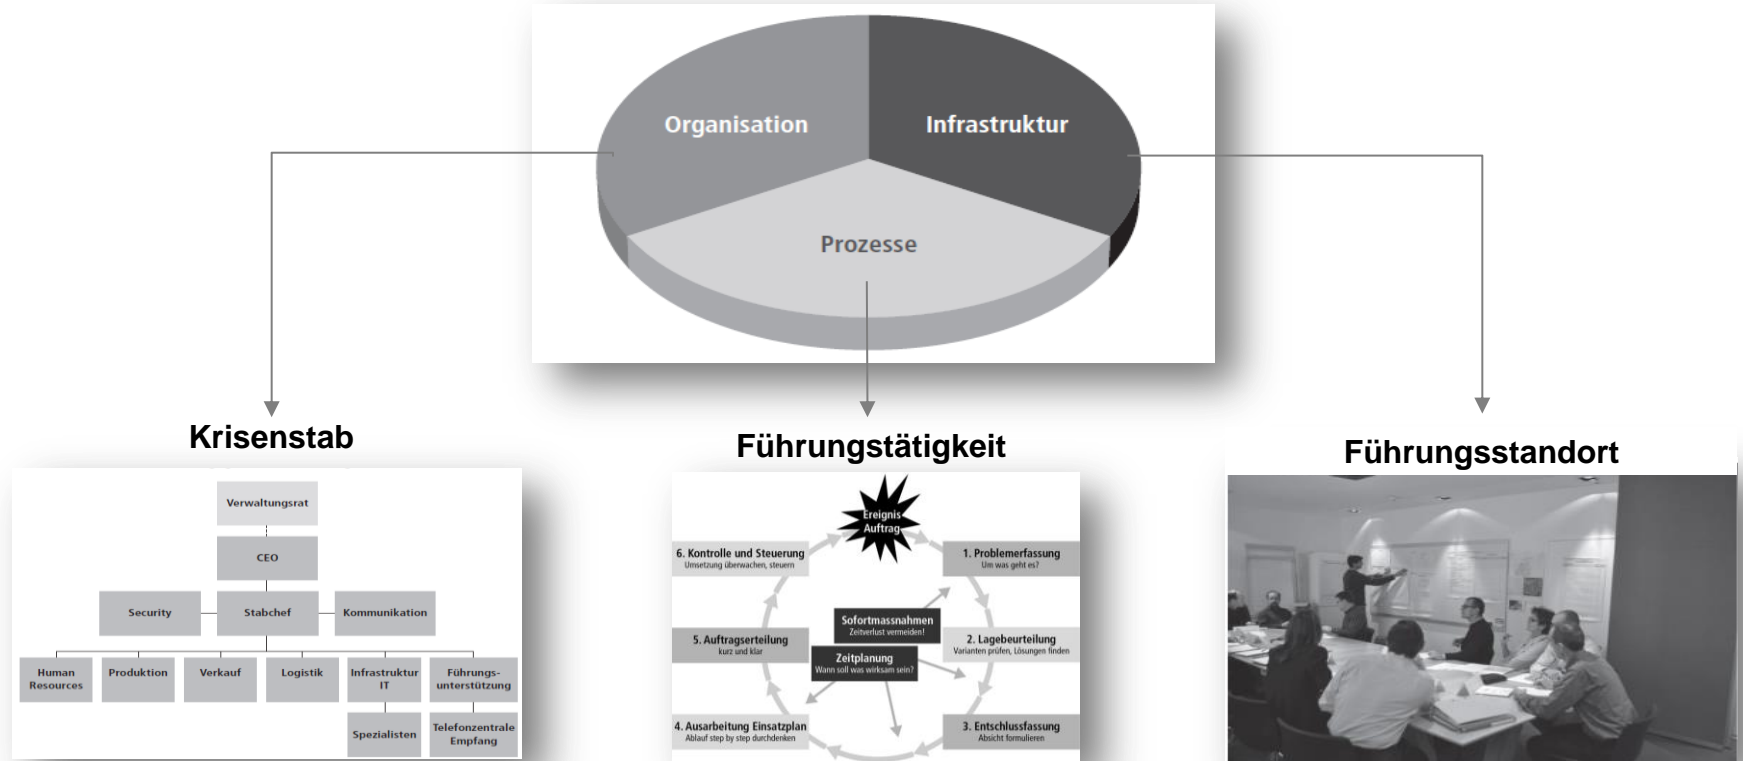 Organisation
Infrastruktur
Prozesse
Krisenstab
Führungstätigkeit
Führungsstandort
Verwaltungsrat
CEO
Security
Stabchef
Kommunikation
Human
Resources
Produktion
Verkauf
Logistik
Infrastruktur
IT
Führungs-
unterstützung
Spezialisten
Telefonzentrale
Empfang
Ereignis
Auftrag
1. Problemerfassung
Um was geht es?
2. Lagebeurteilung
Varianten prüfen, Lösungen finden
3. Entschlussfassung
Absicht formulieren
4. Ausarbeitung Einsatzplan
Ablauf step by step durchdenken
5. Auftragserteilung
kurz und klar
6. Kontrolle und Steuerung
Umsetzung überwachen, steuern
Sofortmassnahmen
Zeitverlust vermeiden!
Zeitplanung
Wann soll was wirksam sein?